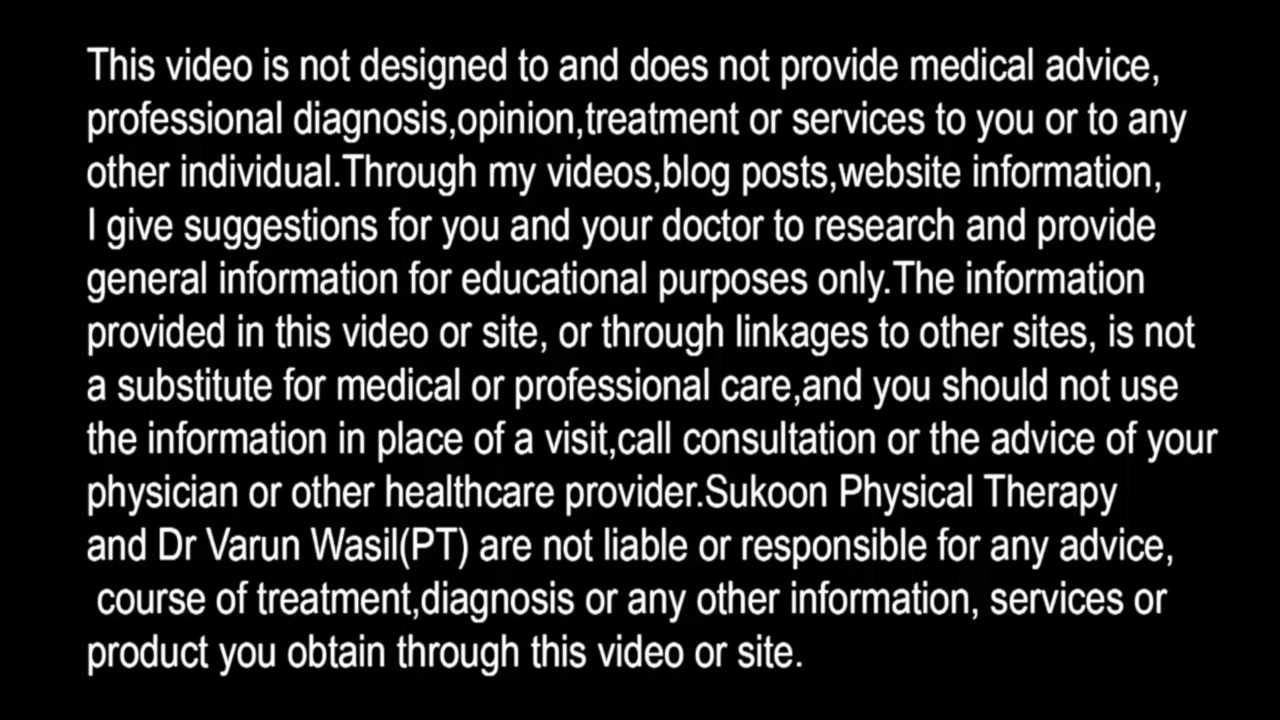 This video is not designed to and does not provide medical advice,
professional diagnosis,opinion,treatment or services to you or to any
other individual.Through my videos,blog posts,website information,
I give suggestions for you and your doctor to research and provide
general information for educational purposes only.The information
provided in this video or site, or through linkages to other sites, is not
a substitute for medical or professional care,and you should not use
the information in place of a visit,call consultation or the advice of your
physician or other healthcare provider.Sukoon Physical Therapy
and Dr Varun Wasil(PT) are not liable or responsible for any advice,
course of treatment,diagnosis or any other information, services or
product you obtain through this video or site.